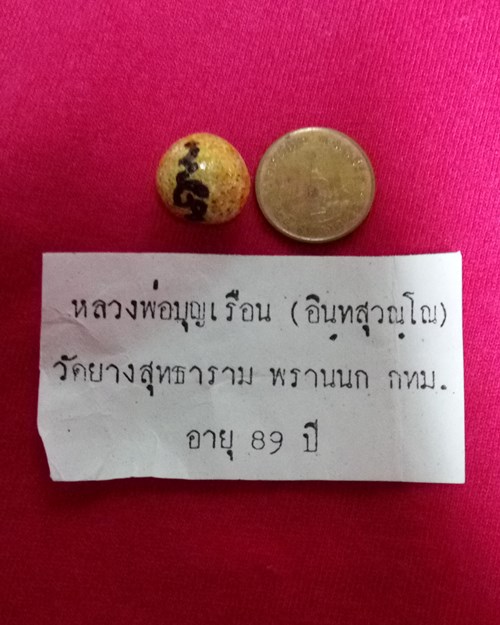 หลวงพ่อบุญเรือน (อินทสุวณฺโณ)
วัดยางสุทธาราม พรานนก กทม.
อายุ 89 ปี